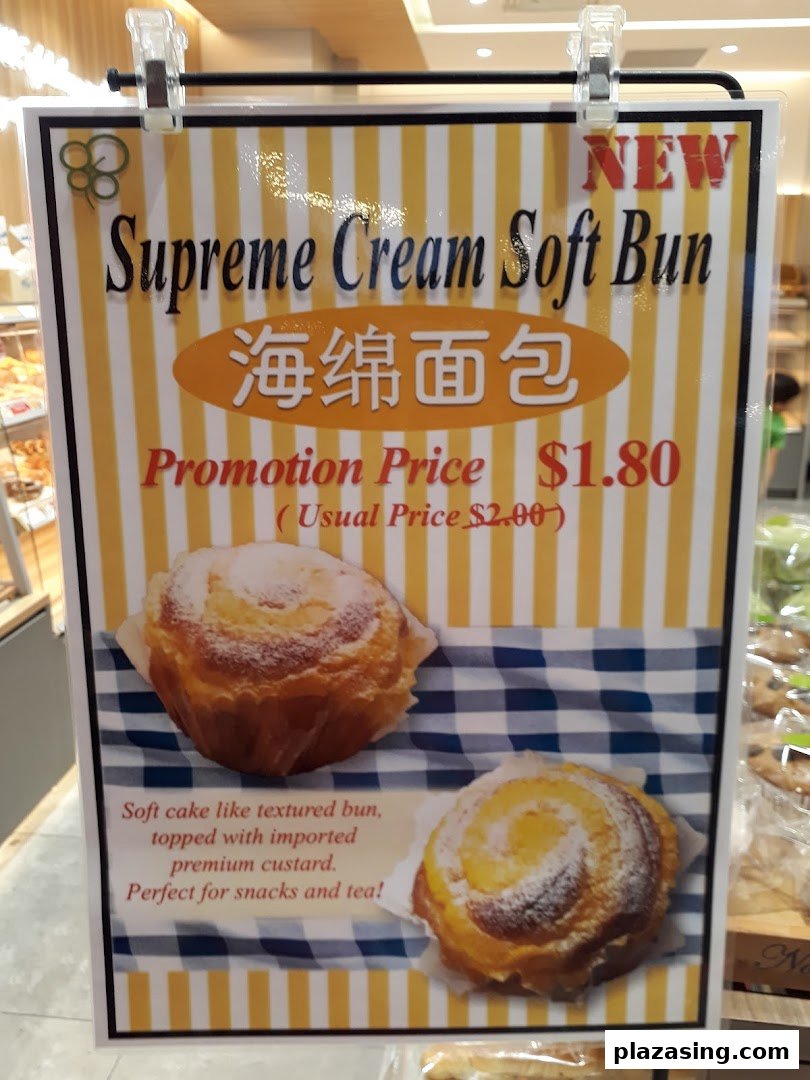 NEW
Supreme Cream Soft Bun
海绵面包
Promotion Price $1.80
( Usual Price $2.00 )
Soft cake like textured bun,
topped with imported
premium custard.
Perfect for snacks and tea!
plazasing.com